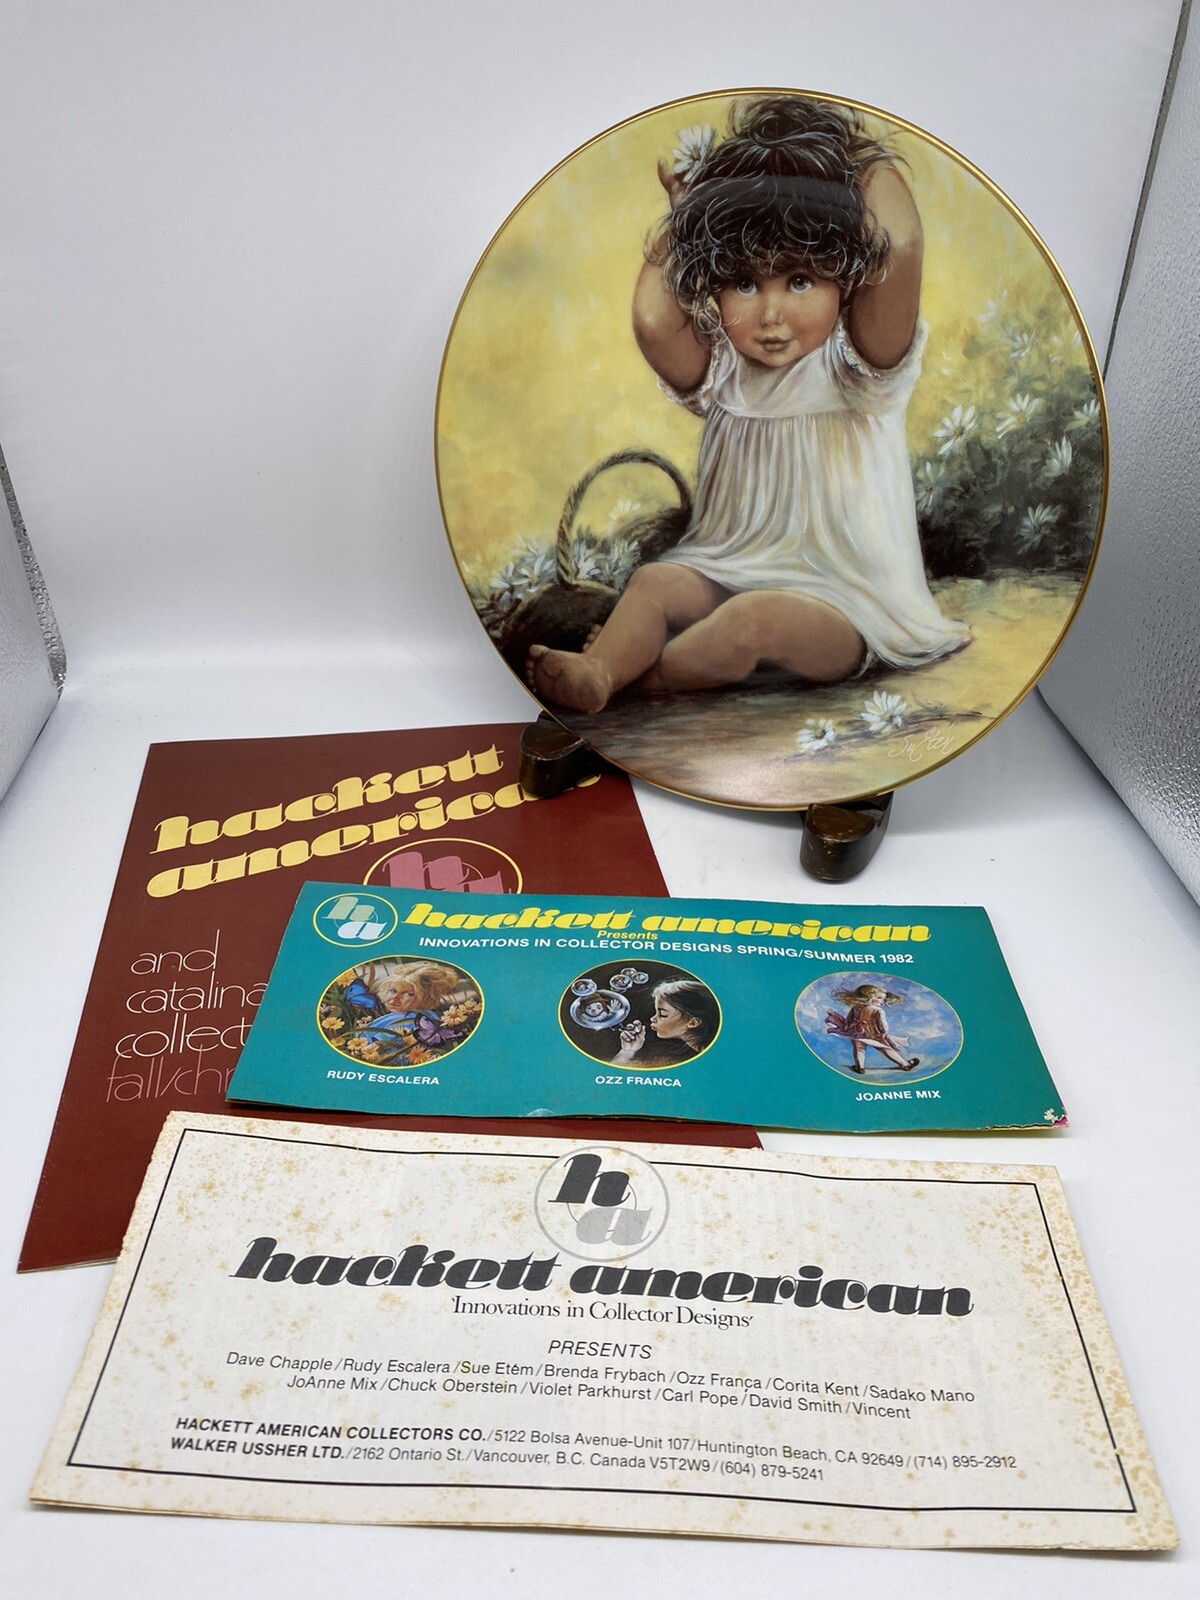 Su Etém
hackett
american
ha
and
catalina
collect
fall/chr
ha
hackett american
Presents
INNOVATIONS IN COLLECTOR DESIGNS SPRING/SUMMER 1982
RUDY ESCALERA
OZZ FRANCA
JOANNE MIX
ha
hackett american
'Innovations in Collector Designs'
PRESENTS
Dave Chapple/Rudy Escalera/Sue Etém/Brenda Frybach/Ozz França/Corita Kent/Sadako Mano
JoAnne Mix/Chuck Oberstein/Violet Parkhurst/Carl Pope/David Smith/Vincent
HACKETT AMERICAN COLLECTORS CO./5122 Bolsa Avenue-Unit 107/Huntington Beach, CA 92649/(714) 895-2912
WALKER USSHER LTD./2162 Ontario St./Vancouver, B.C. Canada V5T2W9/(604) 879-5241